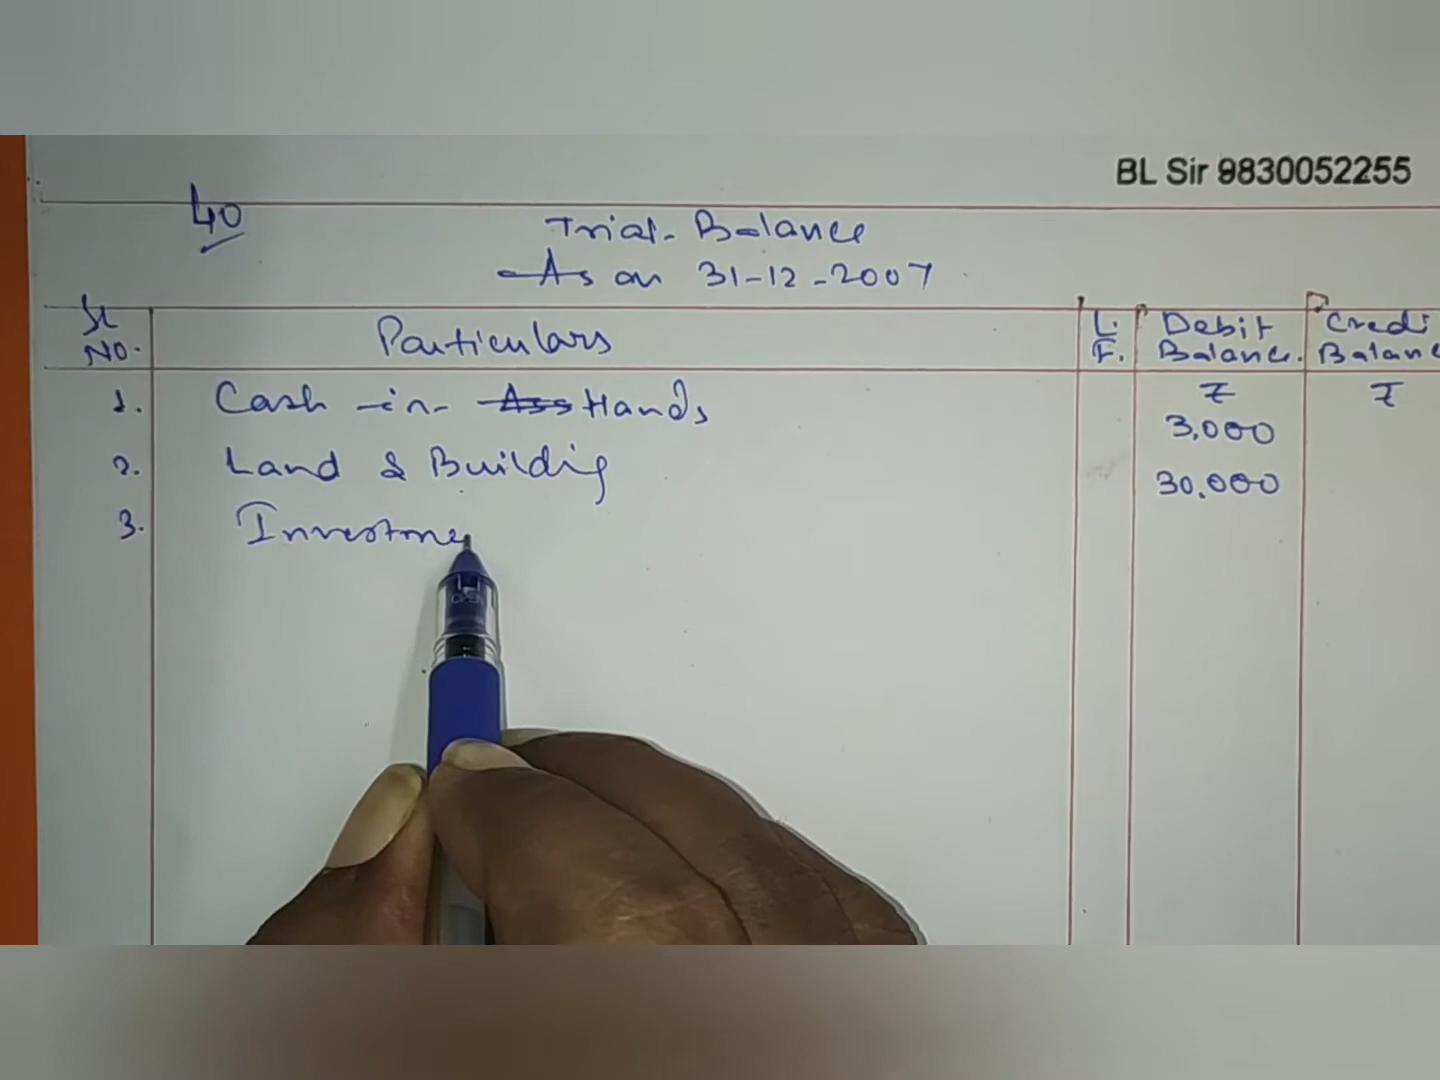 BL Sir 9830052255
40
Trial Balance
As on 31-12-2007
Sl No. Particulars L. F. Debit Balance. Credi Balanc
₹ ₹
1. Cash -in- Ass Hands 3,000
2. Land & Building 30,000
3. Investme